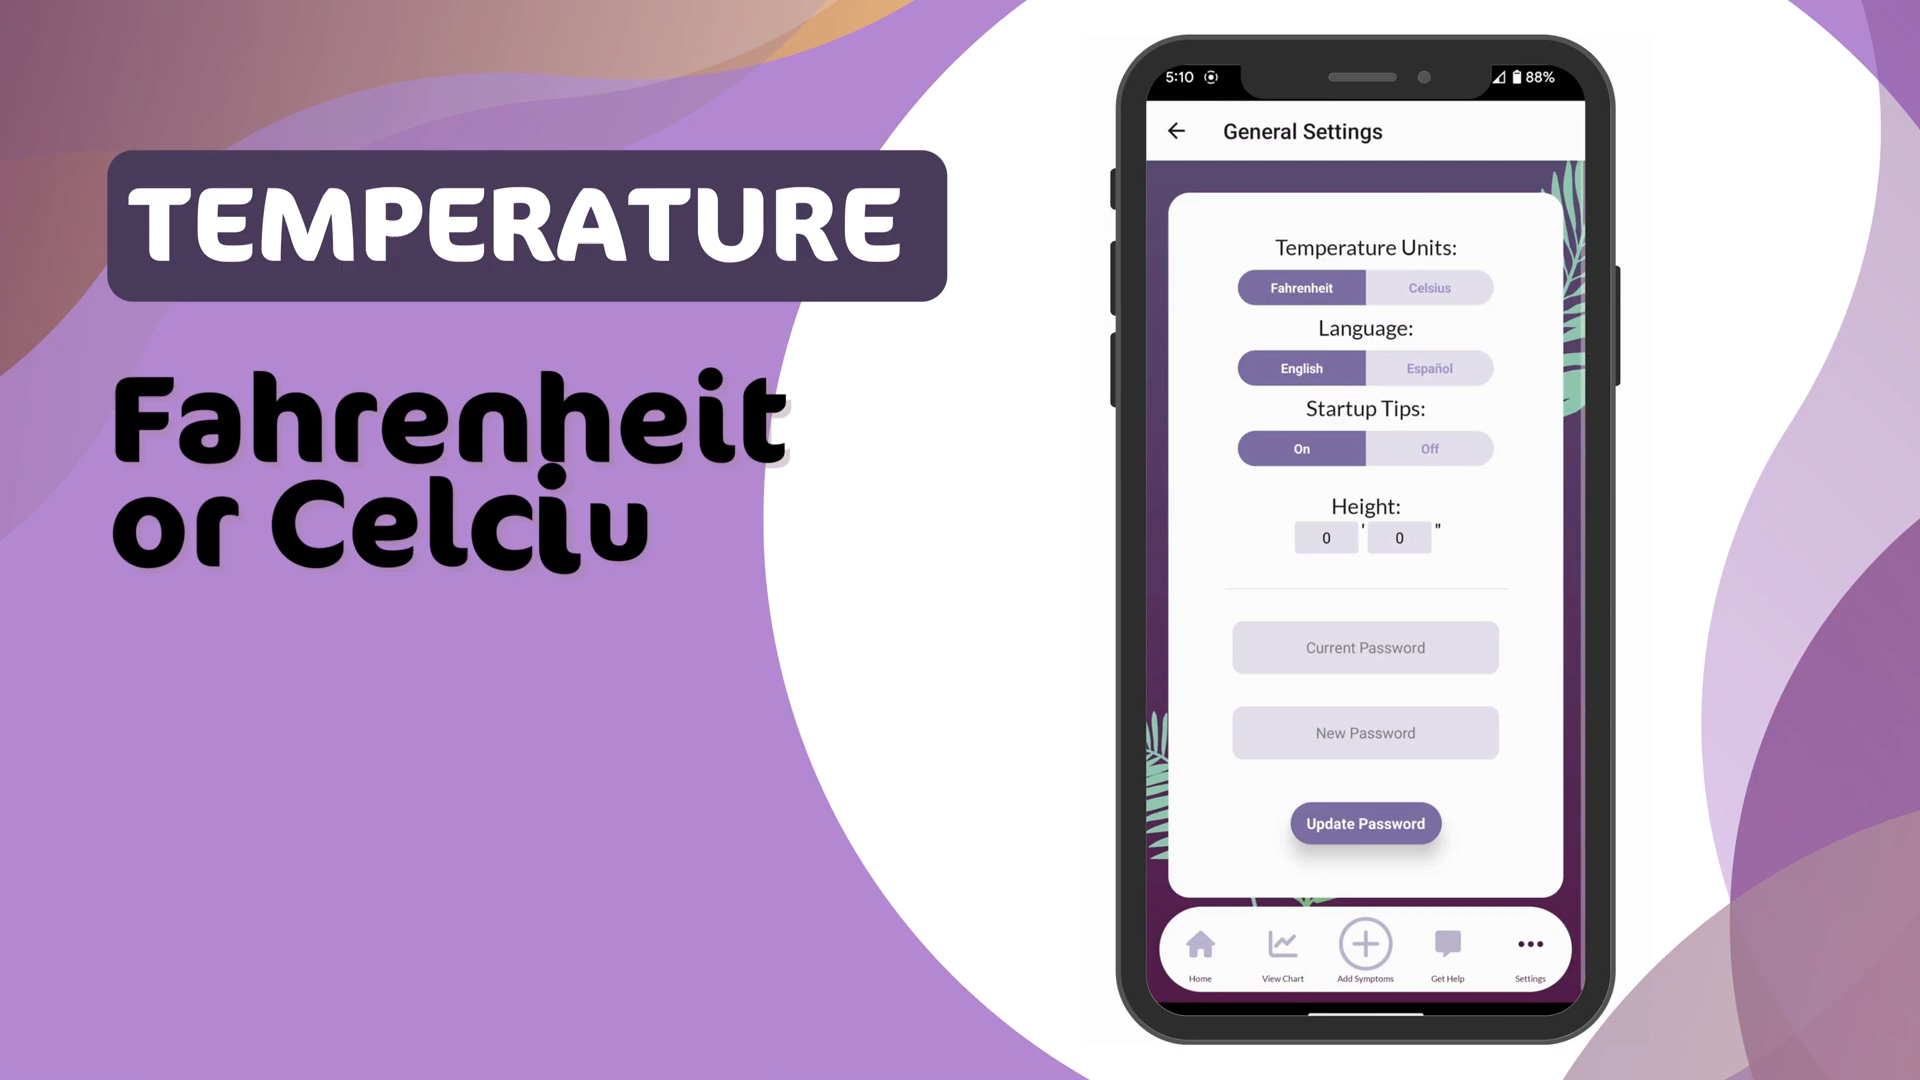 TEMPERATURE
Fahrenheit
or Celciu
5:10
88%
General Settings
Temperature Units:
Fahrenheit Celsius
Language:
English Español
Startup Tips:
On Off
Height:
0 ' 0 "
Current Password
New Password
Update Password
Home View Chart Add Symptoms Get Help Settings